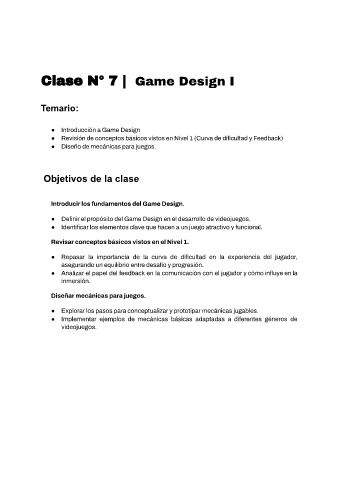 Clase N° 7 | Game Design I
Temario:
● Introducción a Game Design
● Revisión de conceptos básicos vistos en Nivel 1 (Curva de dificultad y Feedback)
● Diseño de mecánicas para juegos.
Objetivos de la clase
Introducir los fundamentos del Game Design.
● Definir el propósito del Game Design en el desarrollo de videojuegos.
● Identificar los elementos clave que hacen a un juego atractivo y funcional.
Revisar conceptos básicos vistos en el Nivel 1.
● Repasar la importancia de la curva de dificultad en la experiencia del jugador,
asegurando un equilibrio entre desafío y progresión.
● Analizar el papel del feedback en la comunicación con el jugador y cómo influye en la
inmersión.
Diseñar mecánicas para juegos.
● Explorar los pasos para conceptualizar y prototipar mecánicas jugables.
● Implementar ejemplos de mecánicas básicas adaptadas a diferentes géneros de
videojuegos.